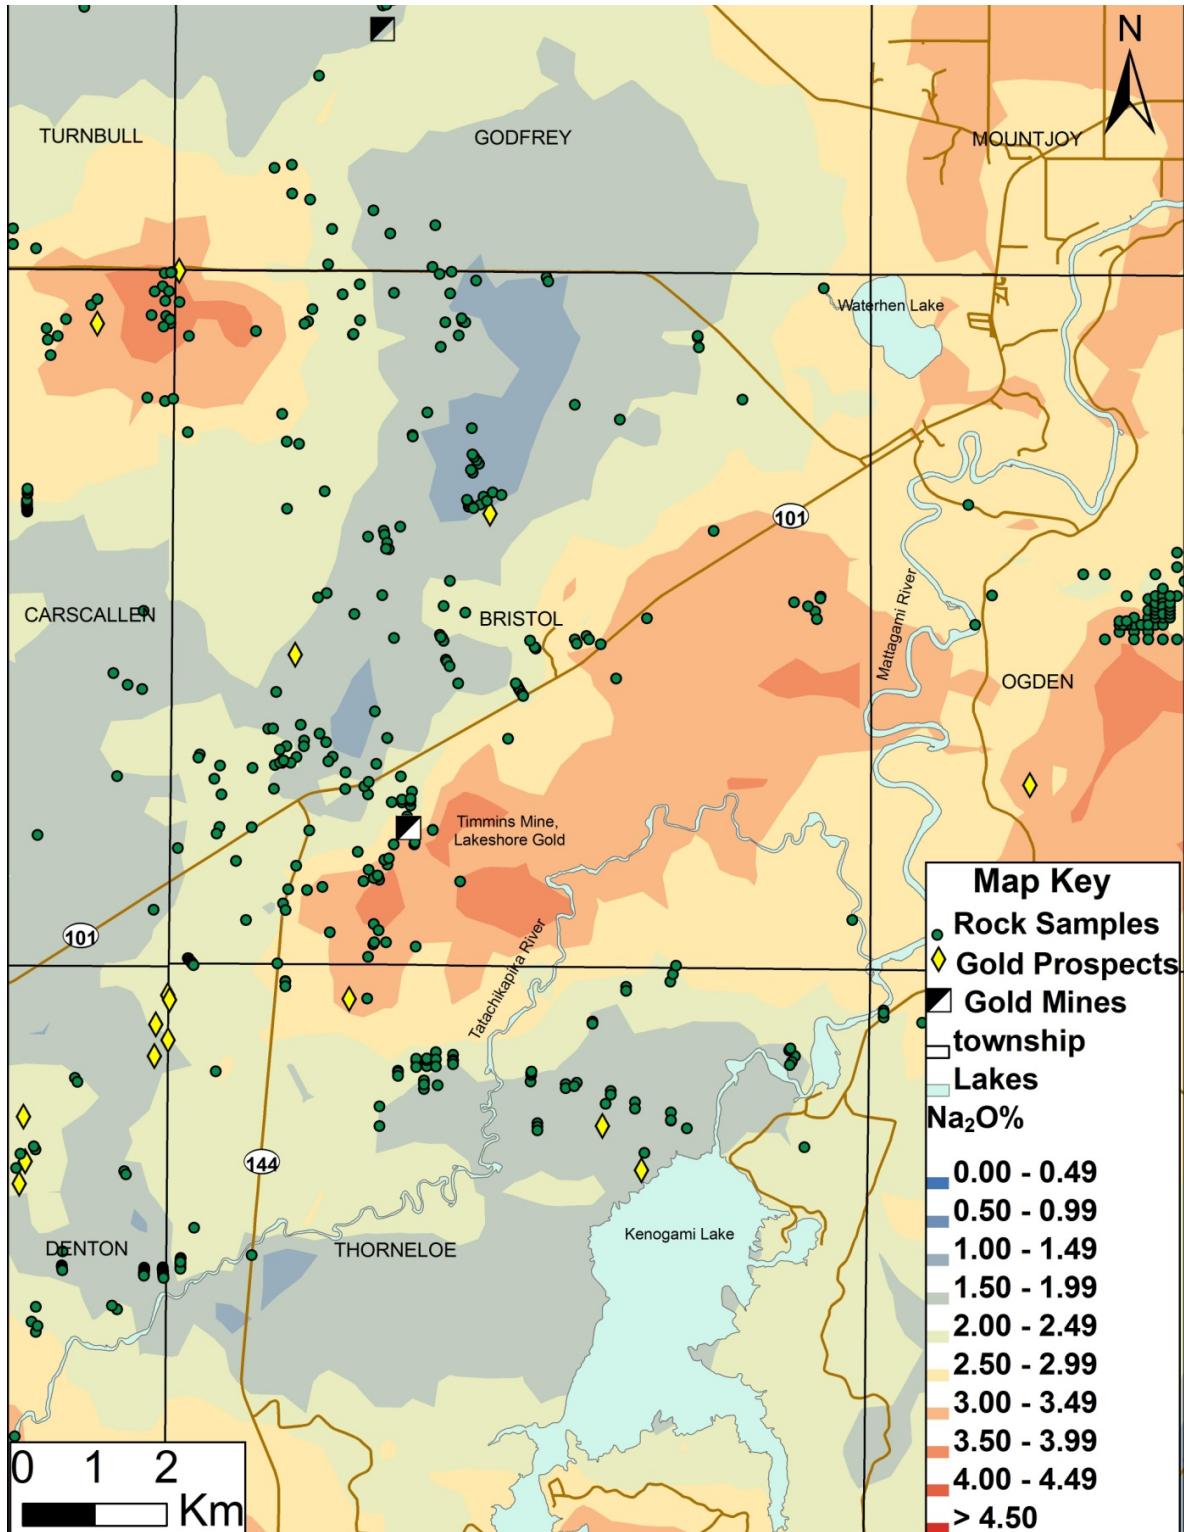 N
TURNBULL
GODFREY
MOUNTJOY
Waterhen Lake
101
CARSCALLEN
BRISTOL
Mattagami River
OGDEN
Timmins Mine,
Lakeshore Gold
101
Tatachikapika River
144
DENTON
THORNELOE
Kenogami Lake
Map Key
Rock Samples
Gold Prospects
Gold Mines
township
Lakes
Na₂O%
0.00 - 0.49
0.50 - 0.99
1.00 - 1.49
1.50 - 1.99
2.00 - 2.49
2.50 - 2.99
3.00 - 3.49
3.50 - 3.99
4.00 - 4.49
> 4.50
0 1 2
Km